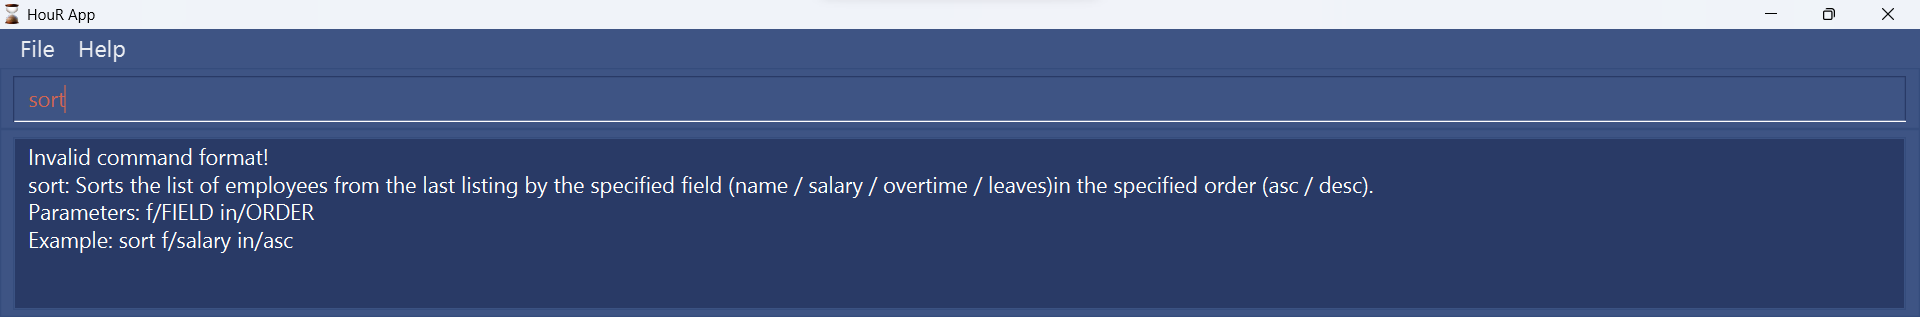 HouR App
File Help
sort
Invalid command format!
sort: Sorts the list of employees from the last listing by the specified field (name / salary / overtime / leaves)in the specified order (asc / desc).
Parameters: f/FIELD in/ORDER
Example: sort f/salary in/asc